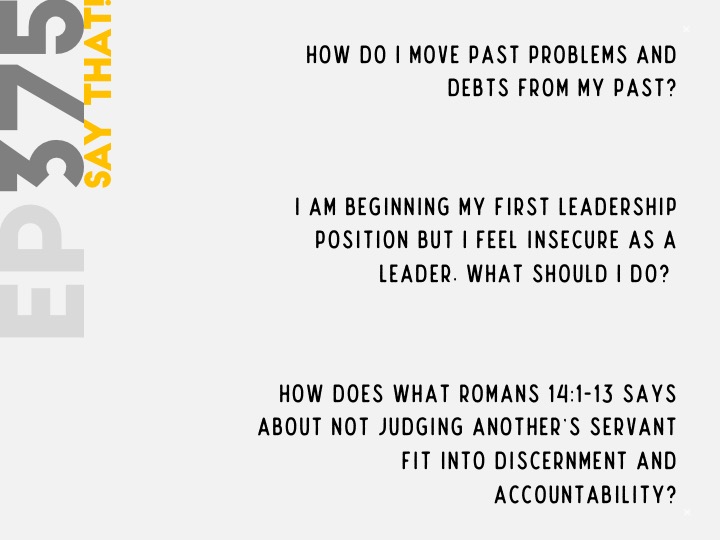 EP375
SAY THAT!
HOW DO I MOVE PAST PROBLEMS AND
DEBTS FROM MY PAST?
I AM BEGINNING MY FIRST LEADERSHIP
POSITION BUT I FEEL INSECURE AS A
LEADER. WHAT SHOULD I DO?
HOW DOES WHAT ROMANS 14:1-13 SAYS
ABOUT NOT JUDGING ANOTHER'S SERVANT
FIT INTO DISCERNMENT AND
ACCOUNTABILITY?